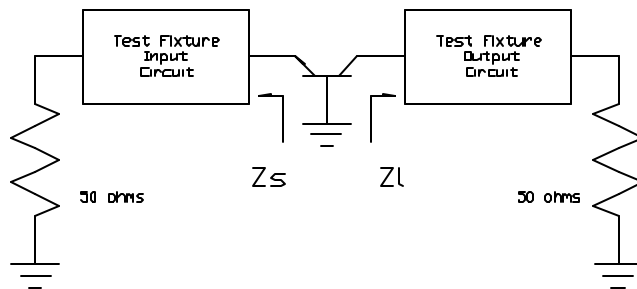 Test Fixture
Input
Circuit
Test Fixture
Output
Circuit
Zs
Zl
50 ohms
50 ohms